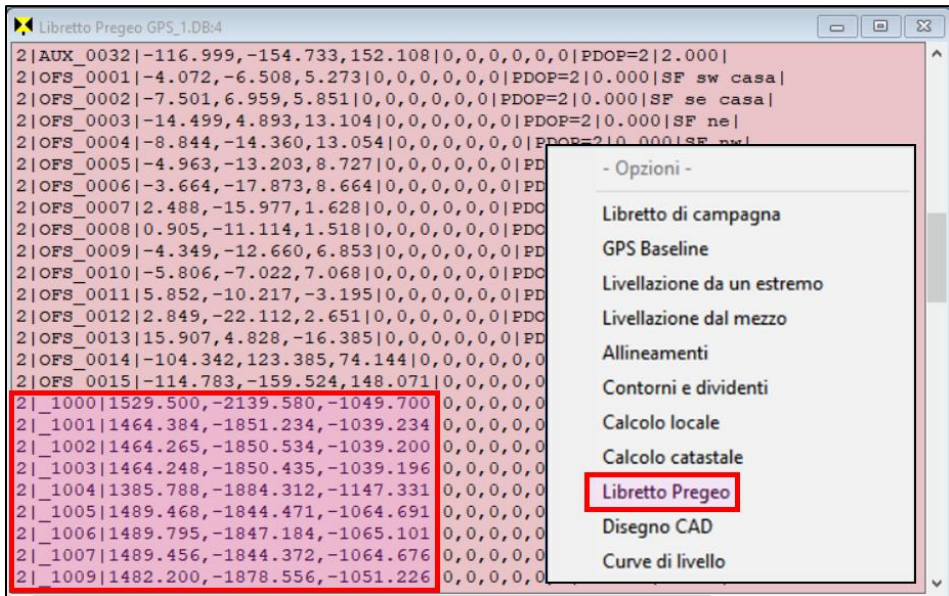 Libretto Pregeo GPS_1.DB:4
2|AUX_0032|-116.999,-154.733,152.108|0,0,0,0,0,0|PDOP=2|2.000|
2|OFS_0001|-4.072,-6.508,5.273|0,0,0,0,0,0|PDOP=2|0.000|SF sw casa|
2|OFS_0002|-7.501,6.959,5.851|0,0,0,0,0,0|PDOP=2|0.000|SF se casa|
2|OFS_0003|-14.499,4.893,13.104|0,0,0,0,0,0|PDOP=2|0.000|SF ne|
2|OFS_0004|-8.844,-14.360,13.054|0,0,0,0,0,0|PDOP=2|0.000|SF nw|
2|OFS_0005|-4.963,-13.203,8.727|0,0,0,0,0,0|PD
2|OFS_0006|-3.664,-17.873,8.664|0,0,0,0,0,0|PD
2|OFS_0007|2.488,-15.977,1.628|0,0,0,0,0,0|PDO
2|OFS_0008|0.905,-11.114,1.518|0,0,0,0,0,0|PDO
2|OFS_0009|-4.349,-12.660,6.853|0,0,0,0,0,0|PD
2|OFS_0010|-5.806,-7.022,7.068|0,0,0,0,0,0|PDO
2|OFS_0011|5.852,-10.217,-3.195|0,0,0,0,0,0|PD
2|OFS_0012|2.849,-22.112,2.651|0,0,0,0,0,0|PDO
2|OFS_0013|15.907,4.828,-16.385|0,0,0,0,0,0|PD
2|OFS_0014|-104.342,123.385,74.144|0,0,0,0,0,0
2|OFS_0015|-114.783,-159.524,148.071|0,0,0,0,0
2|_1000|1529.500,-2139.580,-1049.700|0,0,0,0,0
2|_1001|1464.384,-1851.234,-1039.234|0,0,0,0,0
2|_1002|1464.265,-1850.534,-1039.200|0,0,0,0,0
2|_1003|1464.248,-1850.435,-1039.196|0,0,0,0,0
2|_1004|1385.788,-1884.312,-1147.331|0,0,0,0,0
2|_1005|1489.468,-1844.471,-1064.691|0,0,0,0,0
2|_1006|1489.795,-1847.184,-1065.101|0,0,0,0,0
2|_1007|1489.456,-1844.372,-1064.676|0,0,0,0,0
2|_1009|1482.200,-1878.556,-1051.226|0,0,0,0,0
- Opzioni -
Libretto di campagna
GPS Baseline
Livellazione da un estremo
Livellazione dal mezzo
Allineamenti
Contorni e dividenti
Calcolo locale
Calcolo catastale
Libretto Pregeo
Disegno CAD
Curve di livello